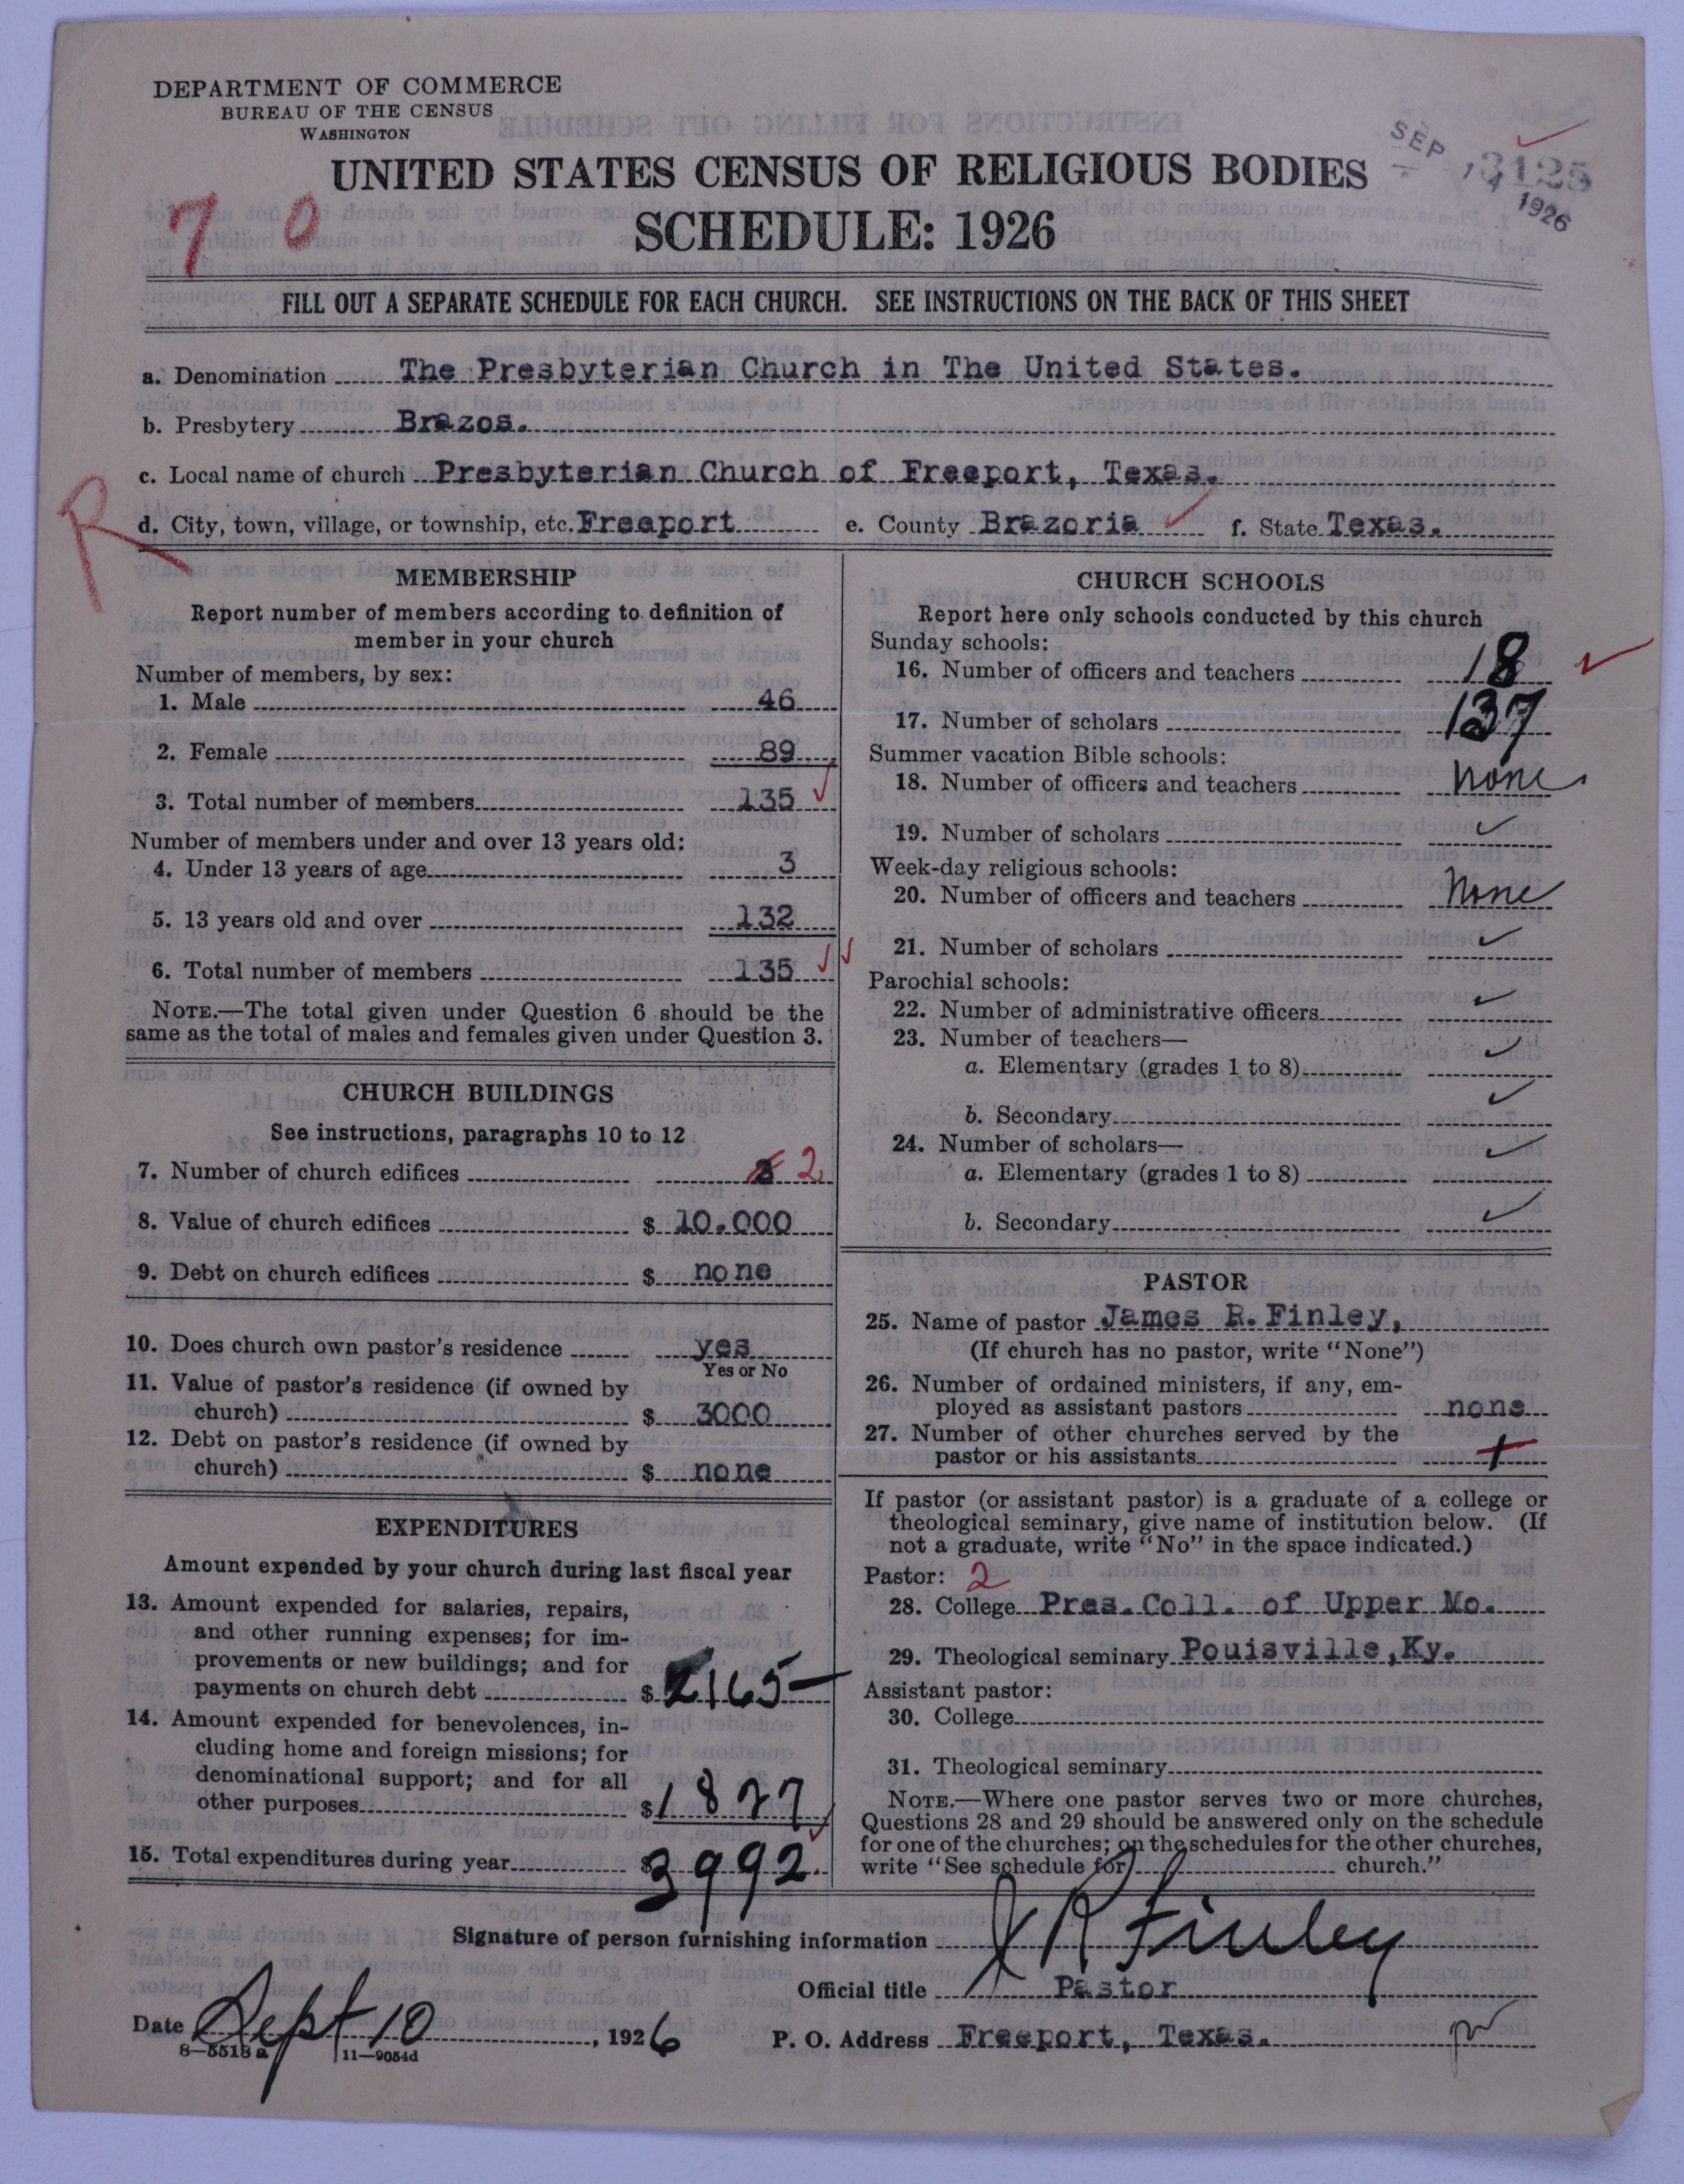 DEPARTMENT OF COMMERCE
BUREAU OF THE CENSUS
WASHINGTON
UNITED STATES CENSUS OF RELIGIOUS BODIES
SCHEDULE: 1926
SEP 14 1926
3125
7 0
FILL OUT A SEPARATE SCHEDULE FOR EACH CHURCH. SEE INSTRUCTIONS ON THE BACK OF THIS SHEET
a. Denomination The Presbyterian Church in The United States.
b. Presbytery Brazos.
c. Local name of church Presbyterian Church of Freeport, Texas.
R
d. City, town, village, or township, etc. Freeport e. County Brazoria f. State Texas.
MEMBERSHIP
Report number of members according to definition of
member in your church
Number of members, by sex:
1. Male 46
2. Female 89
3. Total number of members 135
Number of members under and over 13 years old:
4. Under 13 years of age 3
5. 13 years old and over 132
6. Total number of members 135
NOTE.—The total given under Question 6 should be the
same as the total of males and females given under Question 3.
CHURCH BUILDINGS
See instructions, paragraphs 10 to 12
7. Number of church edifices 2
8. Value of church edifices $ 10.000
9. Debt on church edifices $ none
10. Does church own pastor's residence yes
Yes or No
11. Value of pastor's residence (if owned by
church) $ 3000
12. Debt on pastor's residence (if owned by
church) $ none
EXPENDITURES
Amount expended by your church during last fiscal year
13. Amount expended for salaries, repairs,
and other running expenses; for im-
provements or new buildings; and for
payments on church debt $ 2165—
14. Amount expended for benevolences, in-
cluding home and foreign missions; for
denominational support; and for all
other purposes $ 1827
15. Total expenditures during year $ 3992.
CHURCH SCHOOLS
Report here only schools conducted by this church
Sunday schools:
16. Number of officers and teachers 18
17. Number of scholars 137
Summer vacation Bible schools:
18. Number of officers and teachers none
19. Number of scholars
Week-day religious schools:
20. Number of officers and teachers none
21. Number of scholars
Parochial schools:
22. Number of administrative officers
23. Number of teachers—
a. Elementary (grades 1 to 8)
b. Secondary
24. Number of scholars—
a. Elementary (grades 1 to 8)
b. Secondary
PASTOR
25. Name of pastor James R. Finley,
(If church has no pastor, write "None")
26. Number of ordained ministers, if any, em-
ployed as assistant pastors none
27. Number of other churches served by the
pastor or his assistants
If pastor (or assistant pastor) is a graduate of a college or
theological seminary, give name of institution below. (If
not a graduate, write "No" in the space indicated.)
Pastor: 2
28. College Pres. Coll. of Upper Mo.
29. Theological seminary Pouisville,Ky.
Assistant pastor:
30. College
31. Theological seminary
NOTE.—Where one pastor serves two or more churches,
Questions 28 and 29 should be answered only on the schedule
for one of the churches; on the schedules for the other churches,
write "See schedule for church."
Signature of person furnishing information J R Finley
Official title Pastor
Date Sept 10, 1926 P. O. Address Freeport, Texas.
8—5513 a 11—9054d